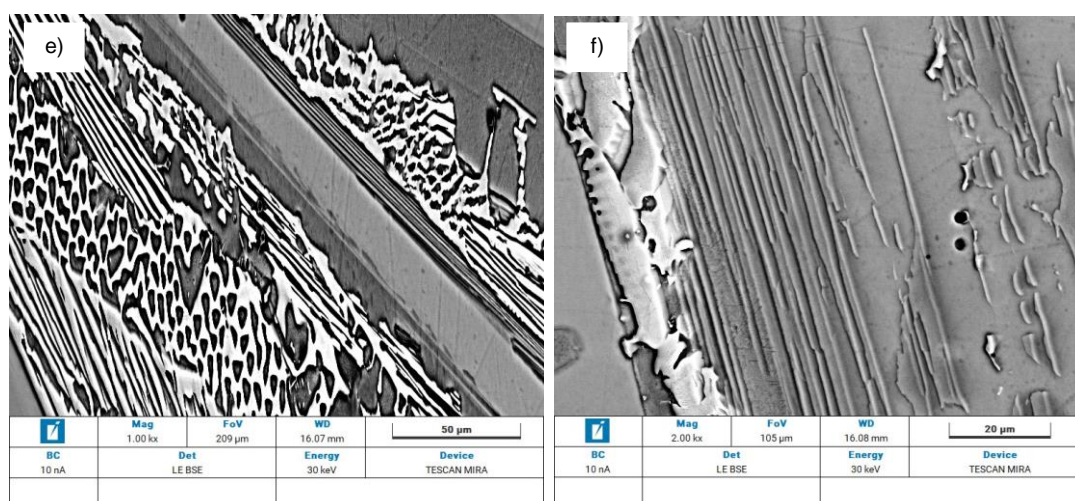 e)
Mag FoV WD
1.00 kx 209 µm 16.07 mm 50 µm
BC Det Energy Device
10 nA LE BSE 30 keV TESCAN MIRA
f)
Mag FoV WD
2.00 kx 105 µm 16.08 mm 20 µm
BC Det Energy Device
10 nA LE BSE 30 keV TESCAN MIRA